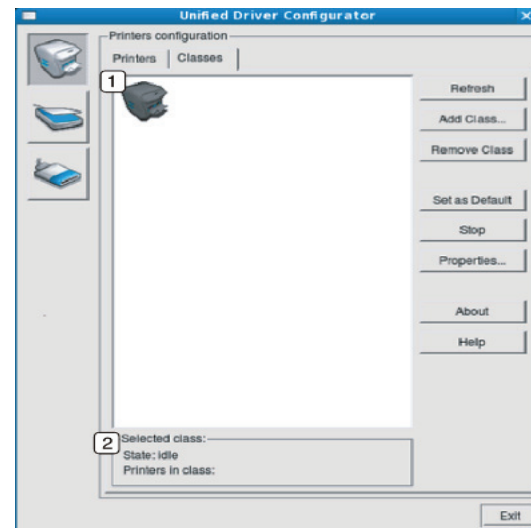 Unified Driver Configurator
Printers configuration
Printers
Classes
1
Refresh
Add Class...
Remove Class
Set as Default
Stop
Properties...
About
Help
2
Selected class:
State: idle
Printers in class:
Exit